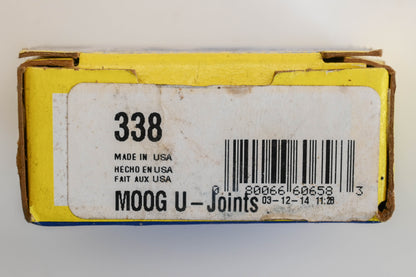 338
MADE IN USA
HECHO EN USA
FAIT AUX USA
0 80066 60658 3
MOOG U-Joints 03-12-14 11:28